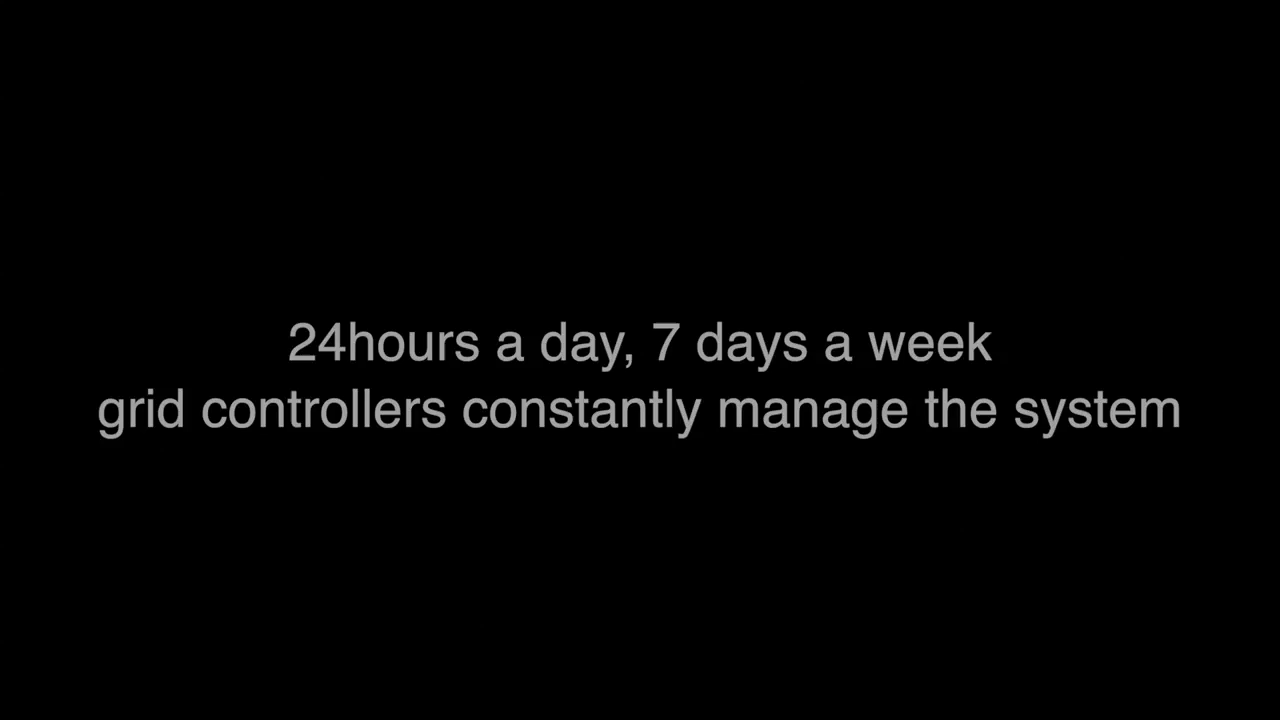 24hours a day, 7 days a week
grid controllers constantly manage the system